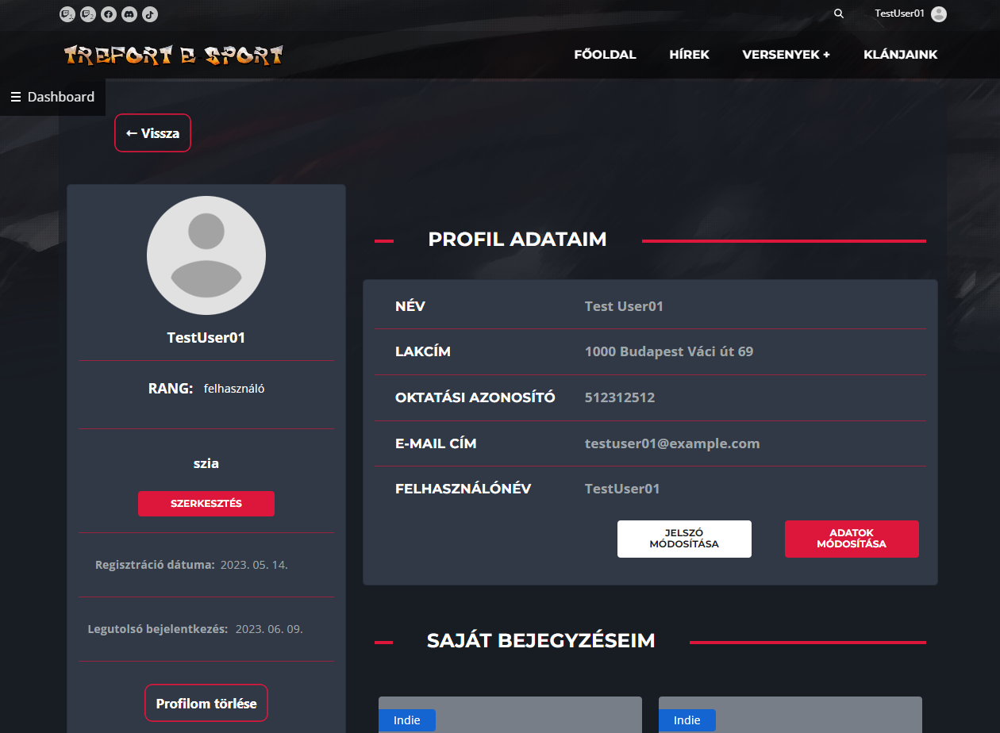 TestUser01
TREFORT E SPORT
FŐOLDAL HÍREK VERSENYEK + KLÁNJAINK
☰ Dashboard
← Vissza
TestUser01
RANG: felhasználó
szia
SZERKESZTÉS
Regisztráció dátuma: 2023. 05. 14.
Legutolsó bejelentkezés: 2023. 06. 09.
Profilom törlése
PROFIL ADATAIM
NÉV Test User01
LAKCÍM 1000 Budapest Váci út 69
OKTATÁSI AZONOSÍTÓ 512312512
E-MAIL CÍM testuser01@example.com
FELHASZNÁLÓNÉV TestUser01
JELSZÓ
MÓDOSÍTÁSA
ADATOK
MÓDOSÍTÁSA
SAJÁT BEJEGYZÉSEIM
Indie
Indie